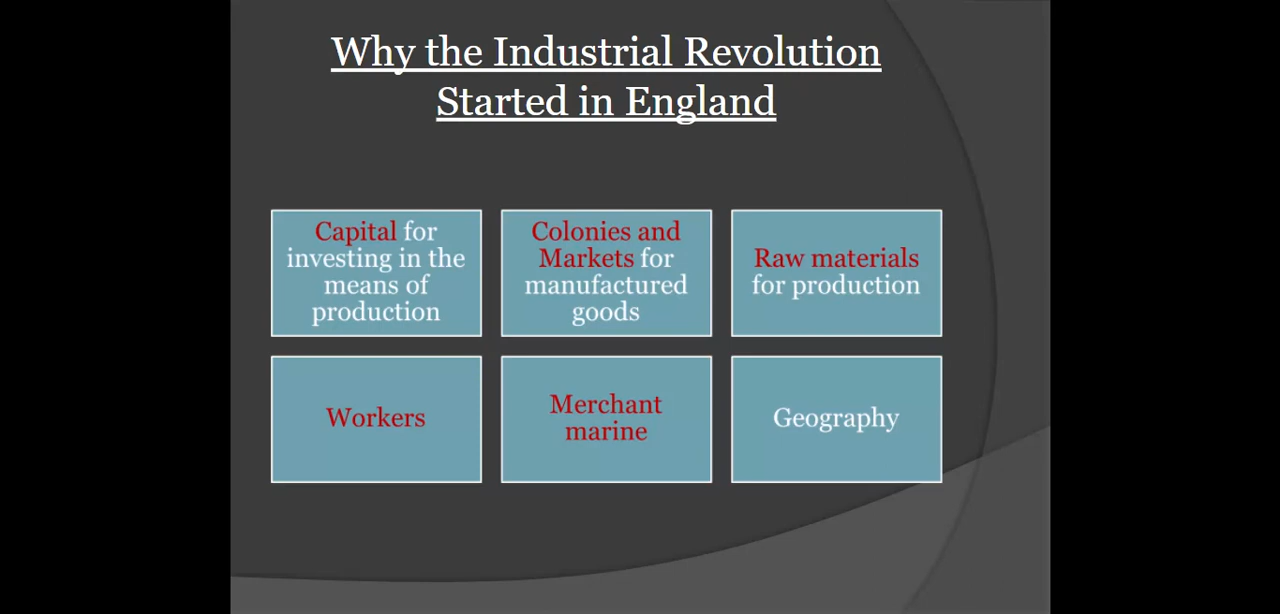 Why the Industrial Revolution
Started in England
Capital for
investing in the
means of
production
Colonies and
Markets for
manufactured
goods
Raw materials
for production
Workers
Merchant
marine
Geography